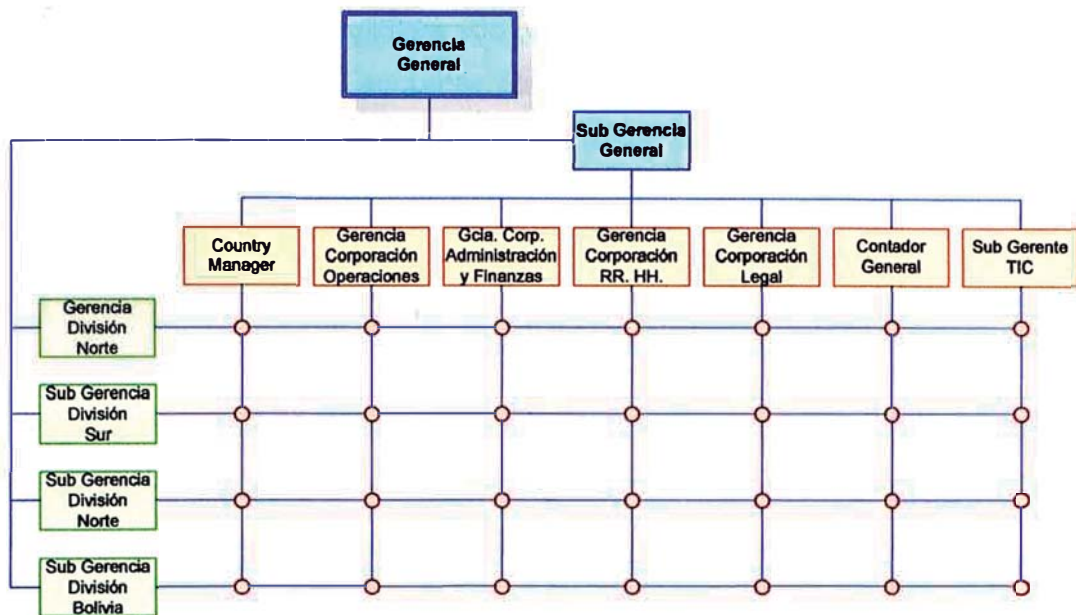 Gerencia
General
Sub Gerencia
General
Country
Manager
Gerencia
Corporación
Operaciones
Gcia. Corp.
Administración
y Finanzas
Gerencia
Corporación
RR. HH.
Gerencia
Corporación
Legal
Contador
General
Sub Gerente
TIC
Gerencia
División
Norte
Sub Gerencia
División
Sur
Sub Gerencia
División
Norte
Sub Gerencia
División
Bolivia